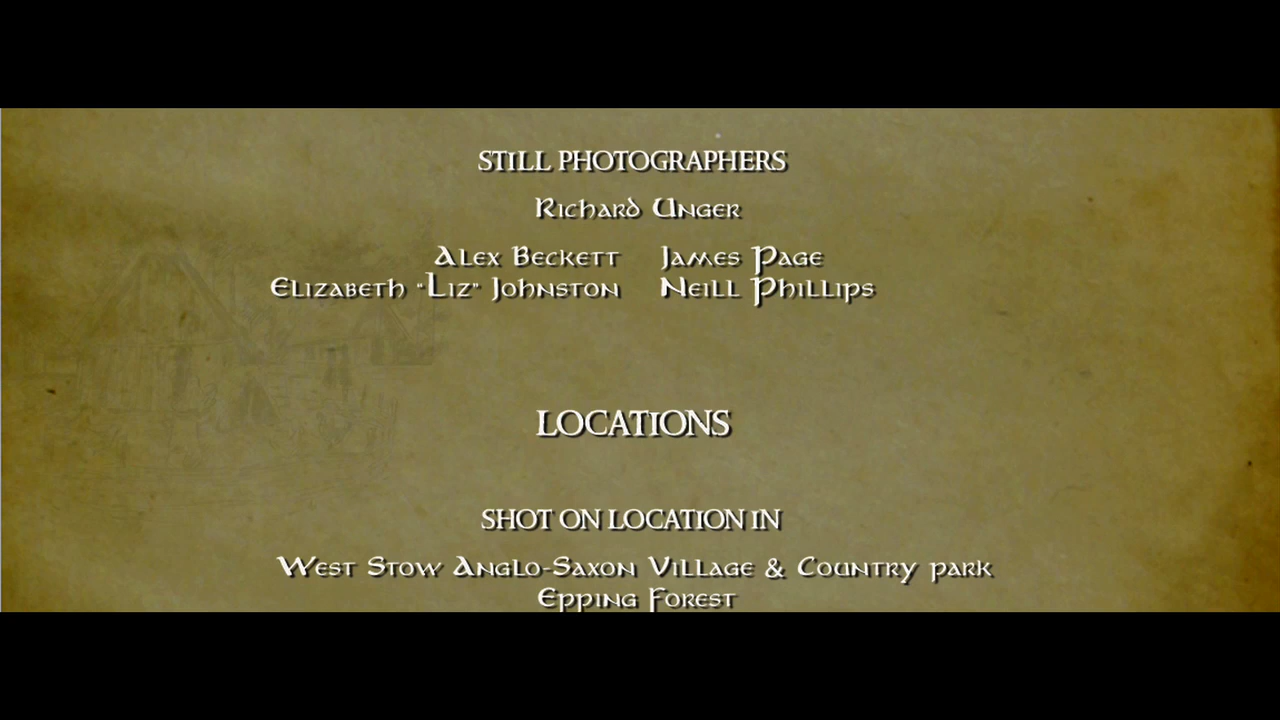 STILL PHOTOGRAPHERS
Richard Unger
Alex Beckett James Page
Elizabeth "Liz" Johnston Neill Phillips
LOCATIONS
SHOT ON LOCATION IN
West Stow Anglo-Saxon Village & Country park
Epping Forest